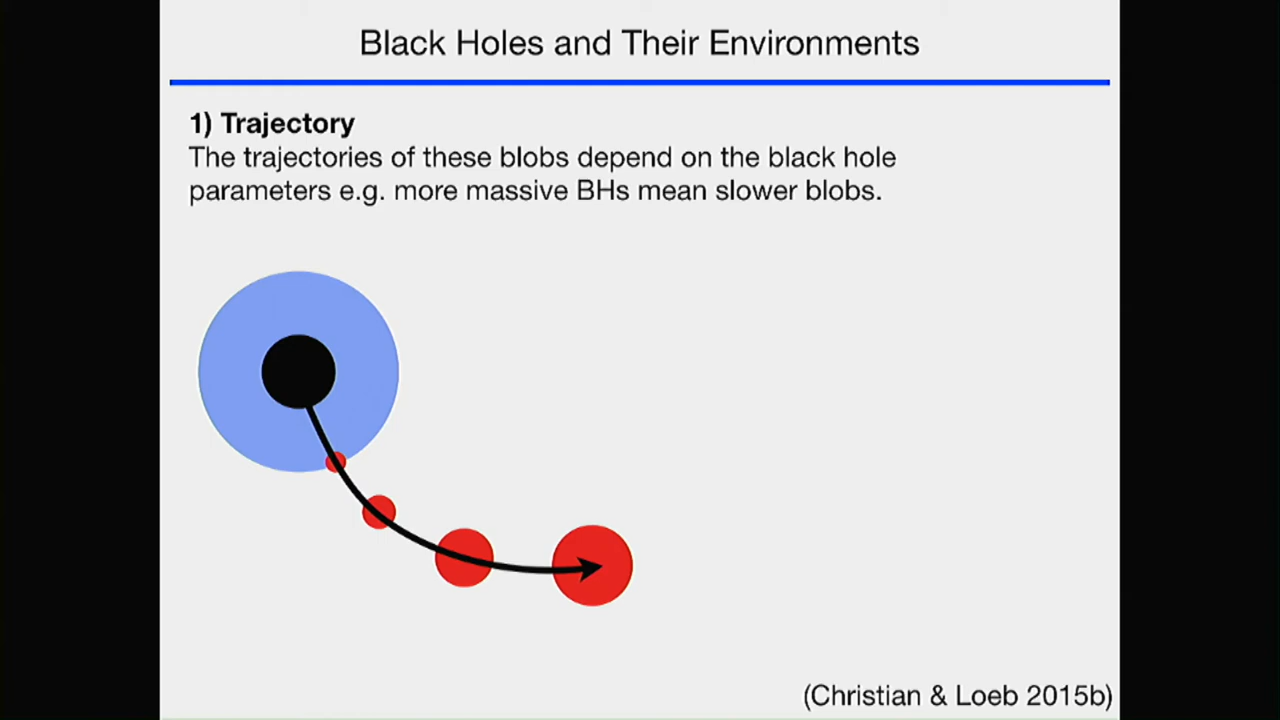 Black Holes and Their Environments
1) Trajectory
The trajectories of these blobs depend on the black hole
parameters e.g. more massive BHs mean slower blobs.
(Christian & Loeb 2015b)